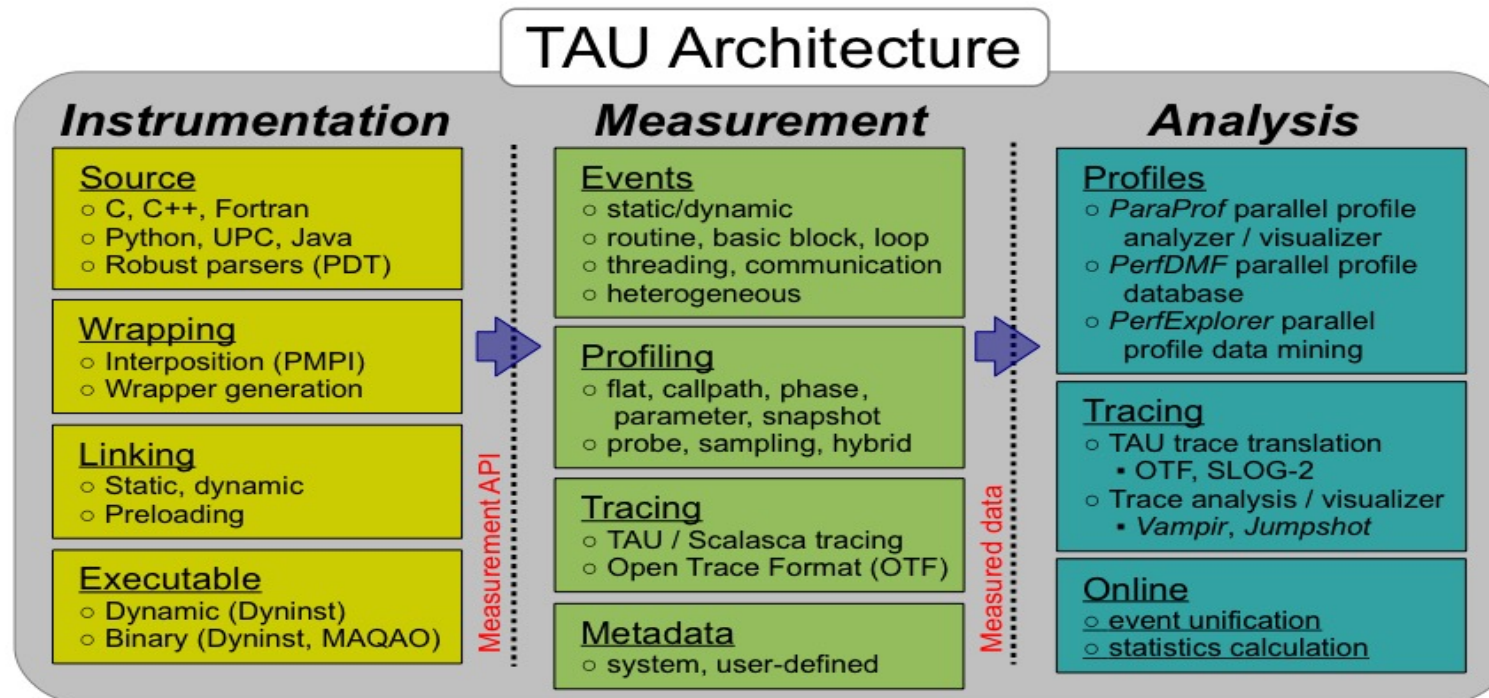 TAU Architecture
Instrumentation
Source
○ C, C++, Fortran
○ Python, UPC, Java
○ Robust parsers (PDT)
Wrapping
○ Interposition (PMPI)
○ Wrapper generation
Linking
○ Static, dynamic
○ Preloading
Executable
○ Dynamic (Dyninst)
○ Binary (Dyninst, MAQAO)
Measurement API
Measurement
Events
○ static/dynamic
○ routine, basic block, loop
○ threading, communication
○ heterogeneous
Profiling
○ flat, callpath, phase,
parameter, snapshot
○ probe, sampling, hybrid
Tracing
○ TAU / Scalasca tracing
○ Open Trace Format (OTF)
Metadata
○ system, user-defined
Measured data
Analysis
Profiles
○ ParaProf parallel profile
analyzer / visualizer
○ PerfDMF parallel profile
database
○ PerfExplorer parallel
profile data mining
Tracing
○ TAU trace translation
▪ OTF, SLOG-2
○ Trace analysis / visualizer
▪ Vampir, Jumpshot
Online
○ event unification
○ statistics calculation